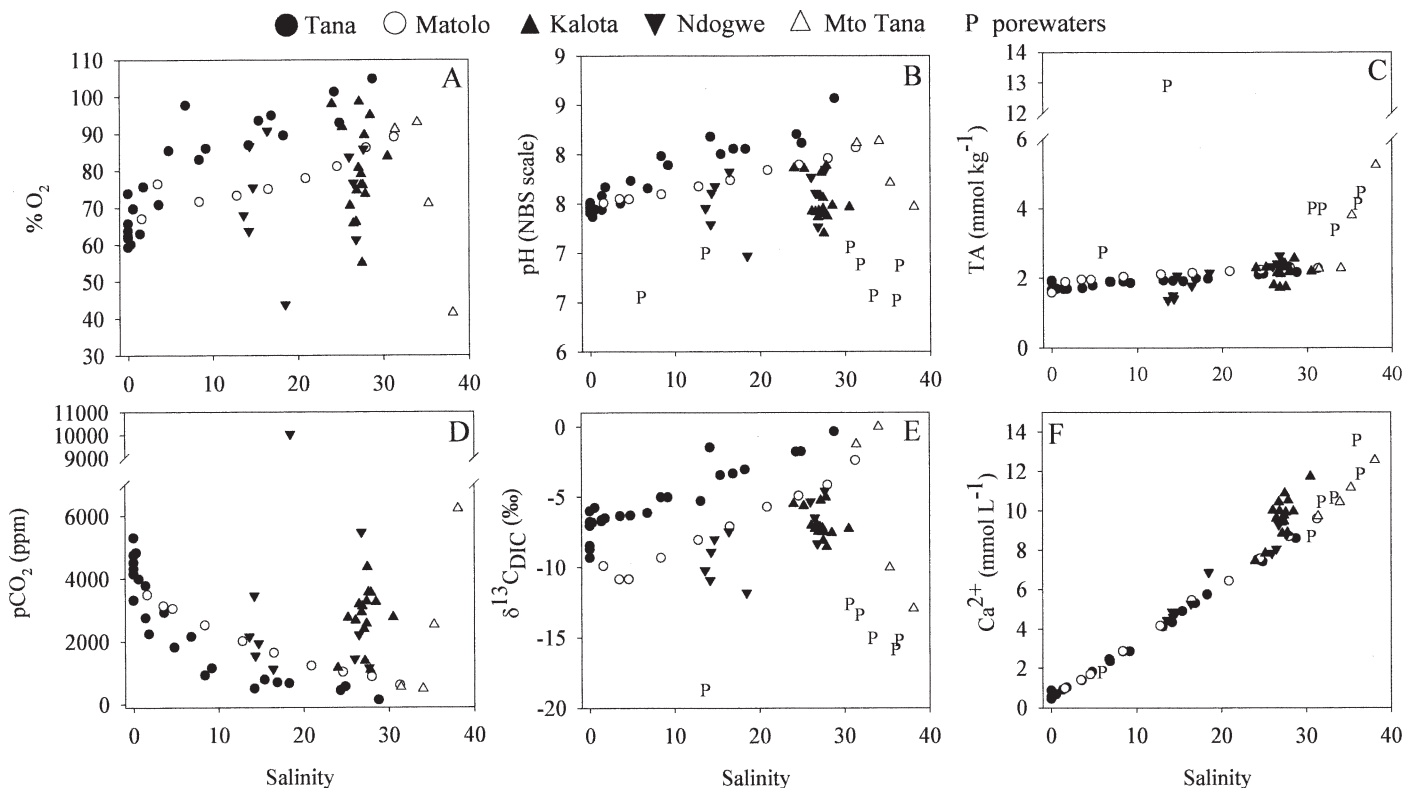 Tana Matolo Kalota Ndogwe Mto Tana P porewaters
A
% O2
110
100
90
80
70
60
50
40
30
0 10 20 30 40
B
pH (NBS scale)
9
9
8
8
7
7
6
P P P P P P P
0 10 20 30 40
C
TA (mmol kg-1)
14
13
12
12
6
4
2
0
P P P P P P P P
0 10 20 30 40
D
pCO2 (ppm)
11000
10000
9000
9000
6000
4000
2000
0
0 10 20 30 40
Salinity
E
δ13CDIC (‰)
0
-5
-10
-15
-20
P P P P P P
0 10 20 30 40
F
Ca2+ (mmol L-1)
14
12
10
8
6
4
2
0
P P P P P P
0 10 20 30 40
Salinity